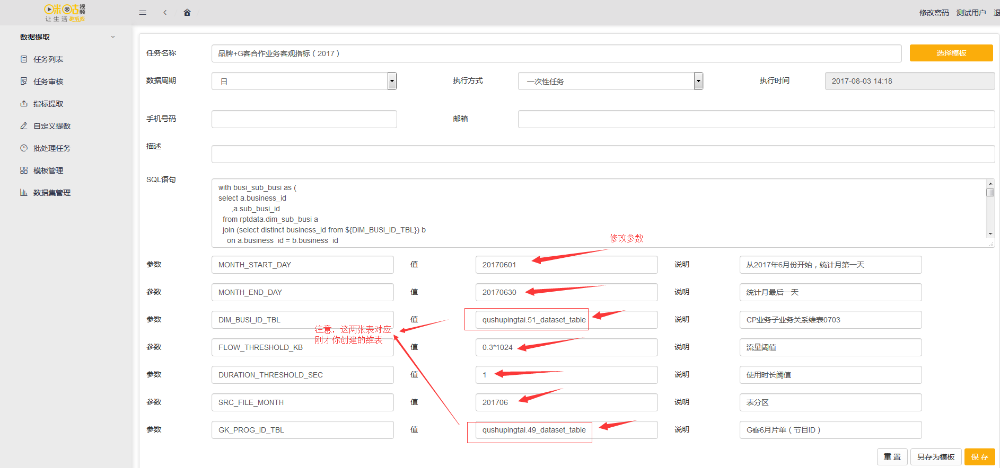 咪咕视频
让生活更有戏
修改密码 测试用户 退
数据提取
任务列表
任务审核
指标提取
自定义提数
批处理任务
模板管理
数据集管理
任务名称 品牌+G客合作业务客观指标（2017） 选择模板
数据周期 日 执行方式 一次性任务 执行时间 2017-08-03 14:18
手机号码 邮箱
描述
SQL语句
with busi_sub_busi as (
select a.business_id
,a.sub_busi_id
from rptdata.dim_sub_busi a
join (select distinct business_id from ${DIM_BUSI_ID_TBL}) b
on a.business_id = b.business_id
修改参数
参数 MONTH_START_DAY 值 20170601 说明 从2017年6月份开始，统计月第一天
参数 MONTH_END_DAY 值 20170630 说明 统计月最后一天
参数 DIM_BUSI_ID_TBL 值 qushupingtai.51_dataset_table 说明 CP业务子业务关系维表0703
注意，这两张表对应
刚才你创建的维表
参数 FLOW_THRESHOLD_KB 值 0.3*1024 说明 流量阈值
参数 DURATION_THRESHOLD_SEC 值 1 说明 使用时长阈值
参数 SRC_FILE_MONTH 值 201706 说明 表分区
参数 GK_PROG_ID_TBL 值 qushupingtai.49_dataset_table 说明 G客6月片单（节目ID）
重 置 另存为模板 保 存